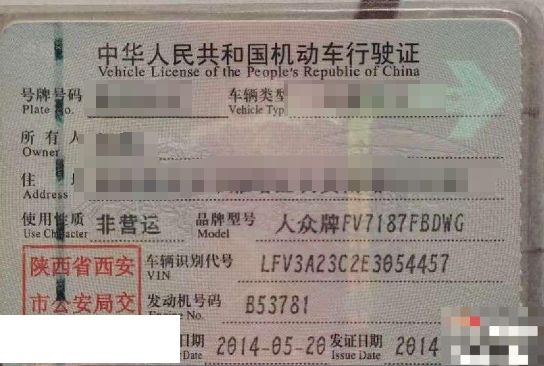 中华人民共和国机动车行驶证
Vehicle License of the People's Republic of China
号牌号码 车辆类型
Plate No. Vehicle Typ
所有人
Owner
住
Address
使用性质 非营运 品牌型号 人众牌FV7187FBDWG
Use Character Model
陕西省西安 车辆识别代号 LFV3A23C2E3054457
VIN
市公安局交 发动机号码 B53781
Engine No.
日期 2014-05-20 发证日期 2014
r Date Issue Date